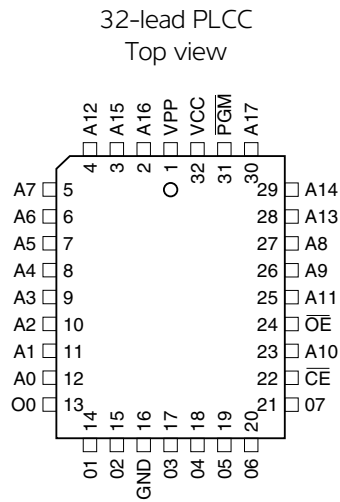 32-lead PLCC
Top view
A12 A15 A16 VPP VCC PGM A17
4 3 2 1 32 31 30
A7 5 29 A14
A6 6 28 A13
A5 7 27 A8
A4 8 26 A9
A3 9 25 A11
A2 10 24 OE
A1 11 23 A10
A0 12 22 CE
O0 13 21 07
14 15 16 17 18 19 20
01 02 GND 03 04 05 06